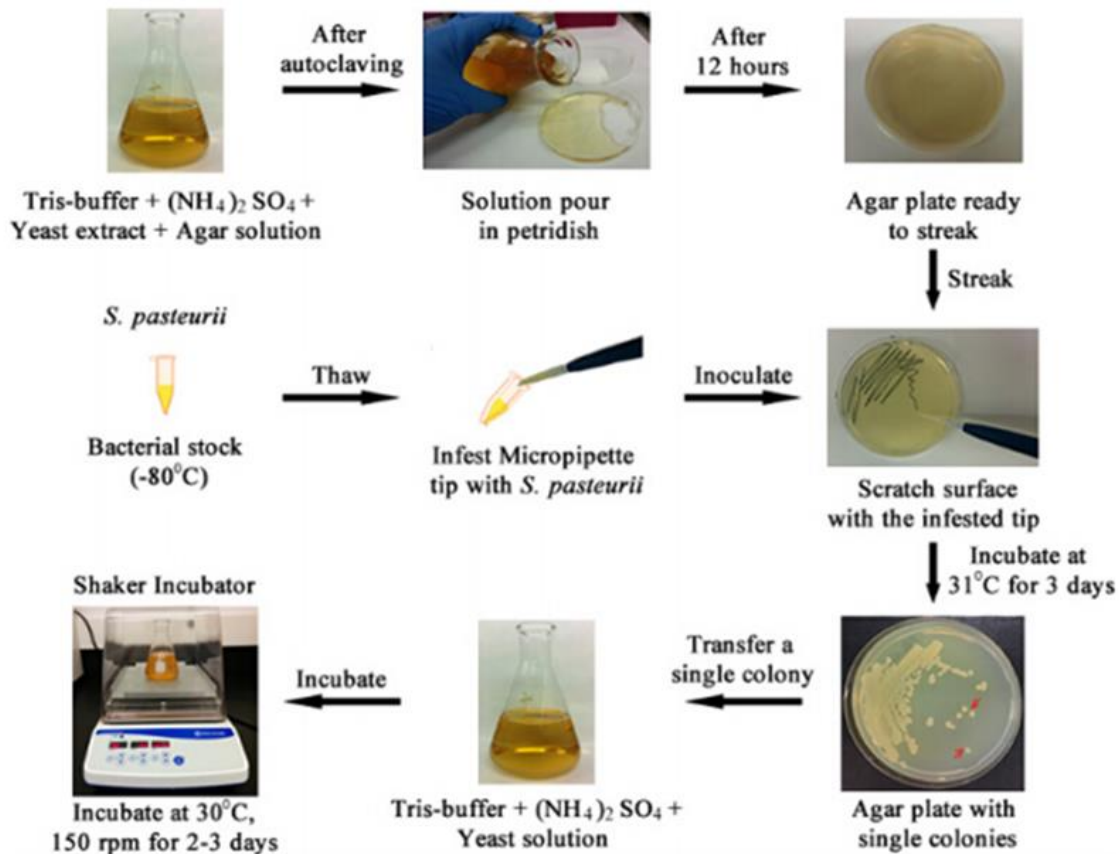 After
autoclaving
After
12 hours
Tris-buffer + (NH₄)₂ SO₄ +
Yeast extract + Agar solution
Solution pour
in petridish
Agar plate ready
to streak
Streak
S. pasteurii
Thaw
Inoculate
Bacterial stock
(-80⁰C)
Infest Micropipette
tip with S. pasteurii
Scratch surface
with the infested tip
Incubate at
31⁰C for 3 days
Shaker Incubator
Incubate
Transfer a
single colony
Incubate at 30⁰C,
150 rpm for 2-3 days
Tris-buffer + (NH₄)₂ SO₄ +
Yeast solution
Agar plate with
single colonies